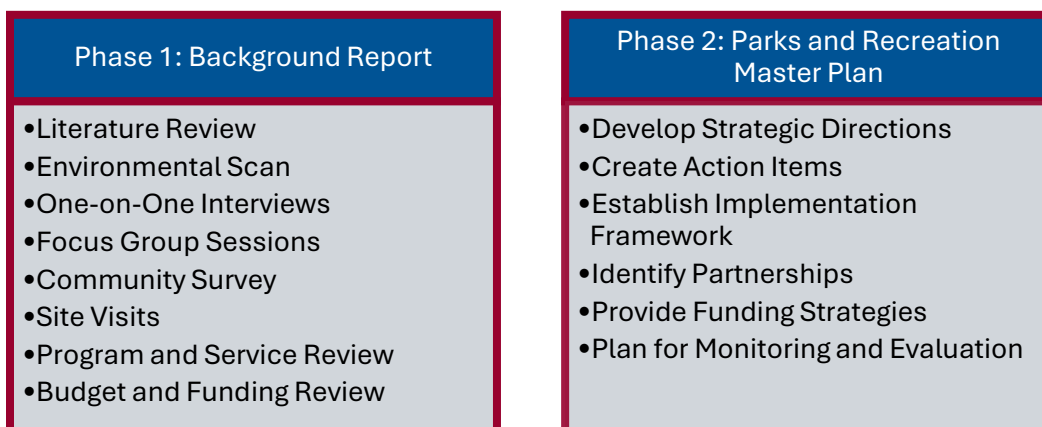 Phase 1: Background Report
•Literature Review
•Environmental Scan
•One-on-One Interviews
•Focus Group Sessions
•Community Survey
•Site Visits
•Program and Service Review
•Budget and Funding Review
Phase 2: Parks and Recreation
Master Plan
•Develop Strategic Directions
•Create Action Items
•Establish Implementation
Framework
•Identify Partnerships
•Provide Funding Strategies
•Plan for Monitoring and Evaluation